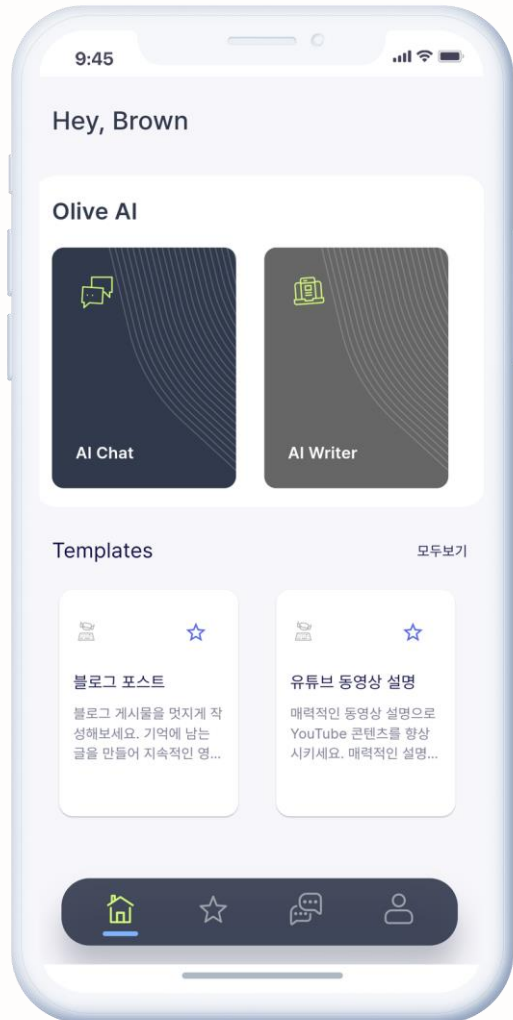 9:45
Hey, Brown
Olive AI
AI Chat
AI Writer
Templates
모두보기
블로그 포스트
블로그 게시물을 멋지게 작
성해보세요. 기억에 남는
글을 만들어 지속적인 영...
유튜브 동영상 설명
매력적인 동영상 설명으로
YouTube 콘텐츠를 향상
시키세요. 매력적인 설명...